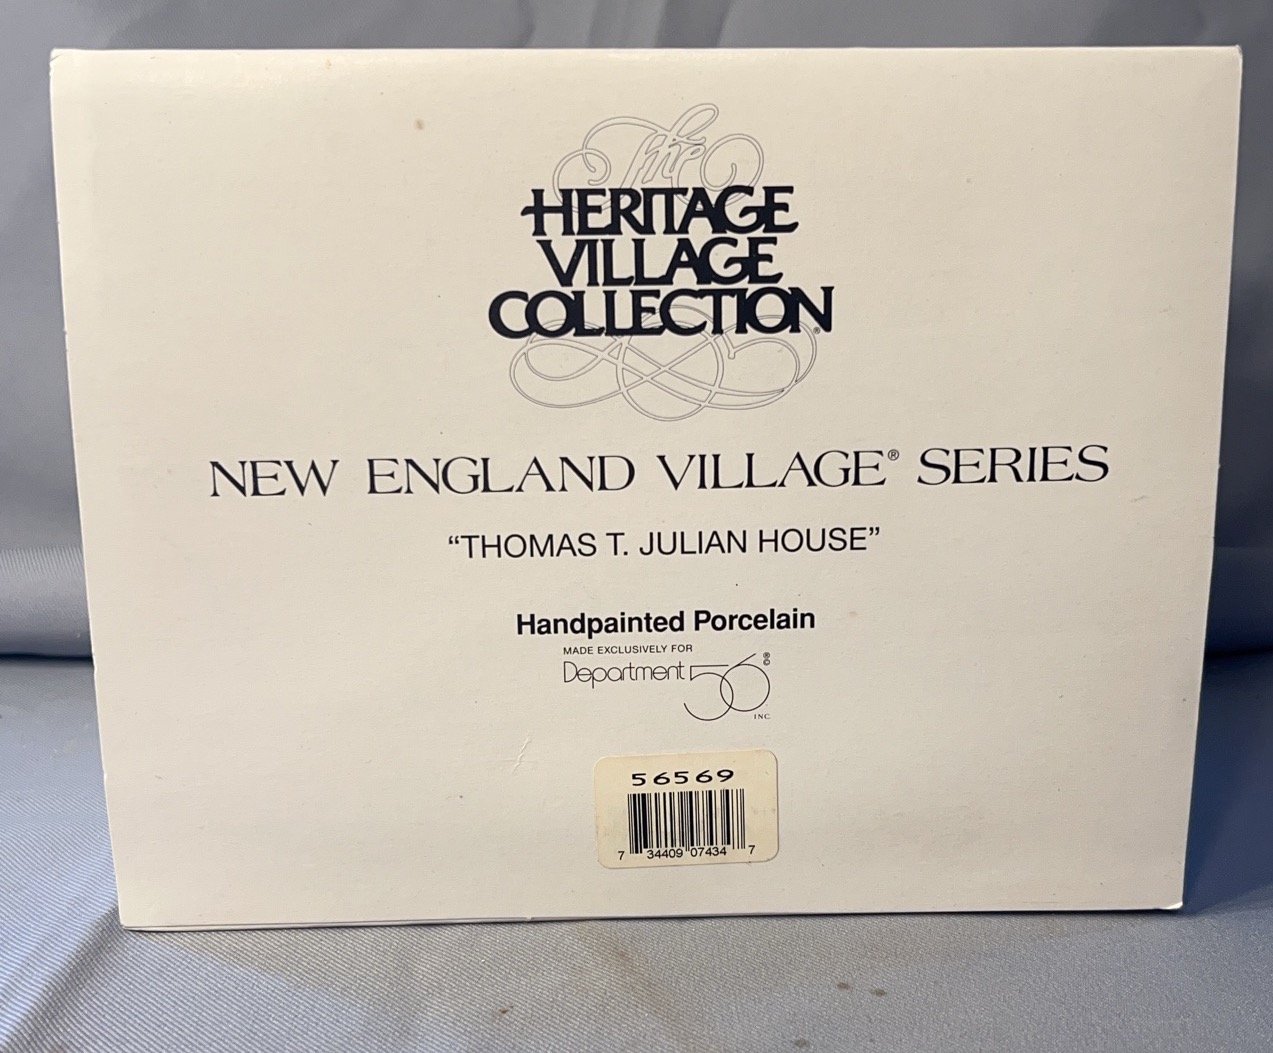 The
HERITAGE
VILLAGE
COLLECTION®
NEW ENGLAND VILLAGE® SERIES
“THOMAS T. JULIAN HOUSE”
Handpainted Porcelain
MADE EXCLUSIVELY FOR
Department 56®©
INC
56569
7 34409 07434 7